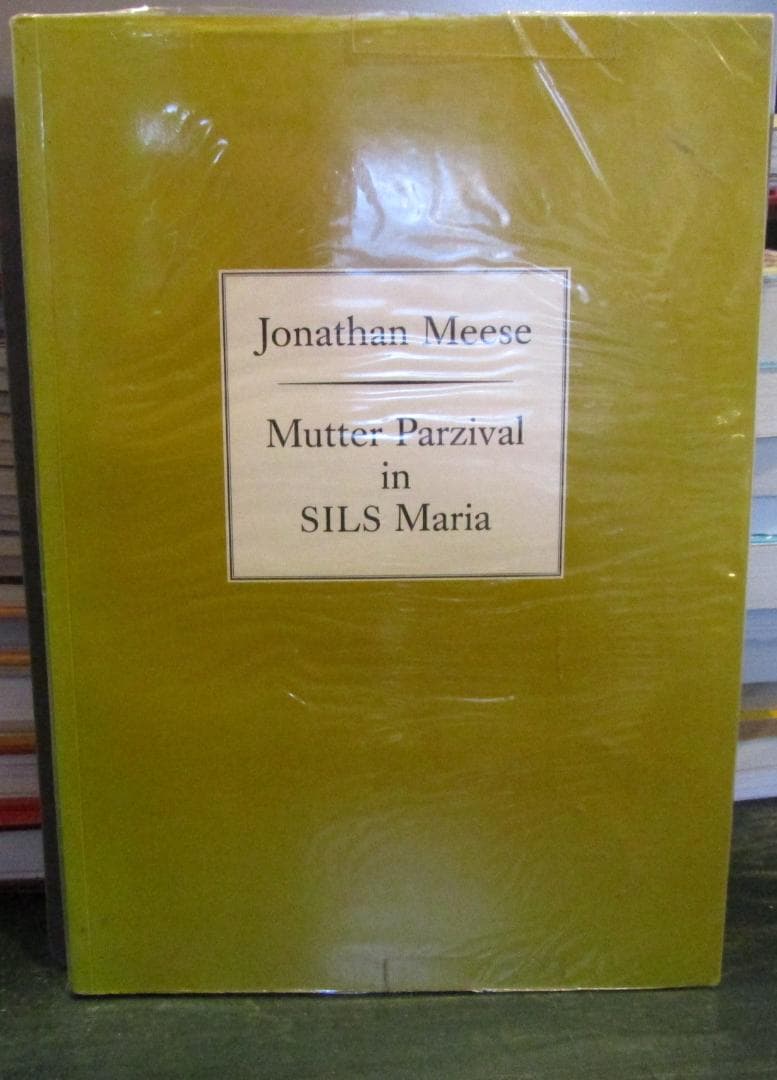 Jonathan Meese
Mutter Parzival
in
SILS Maria